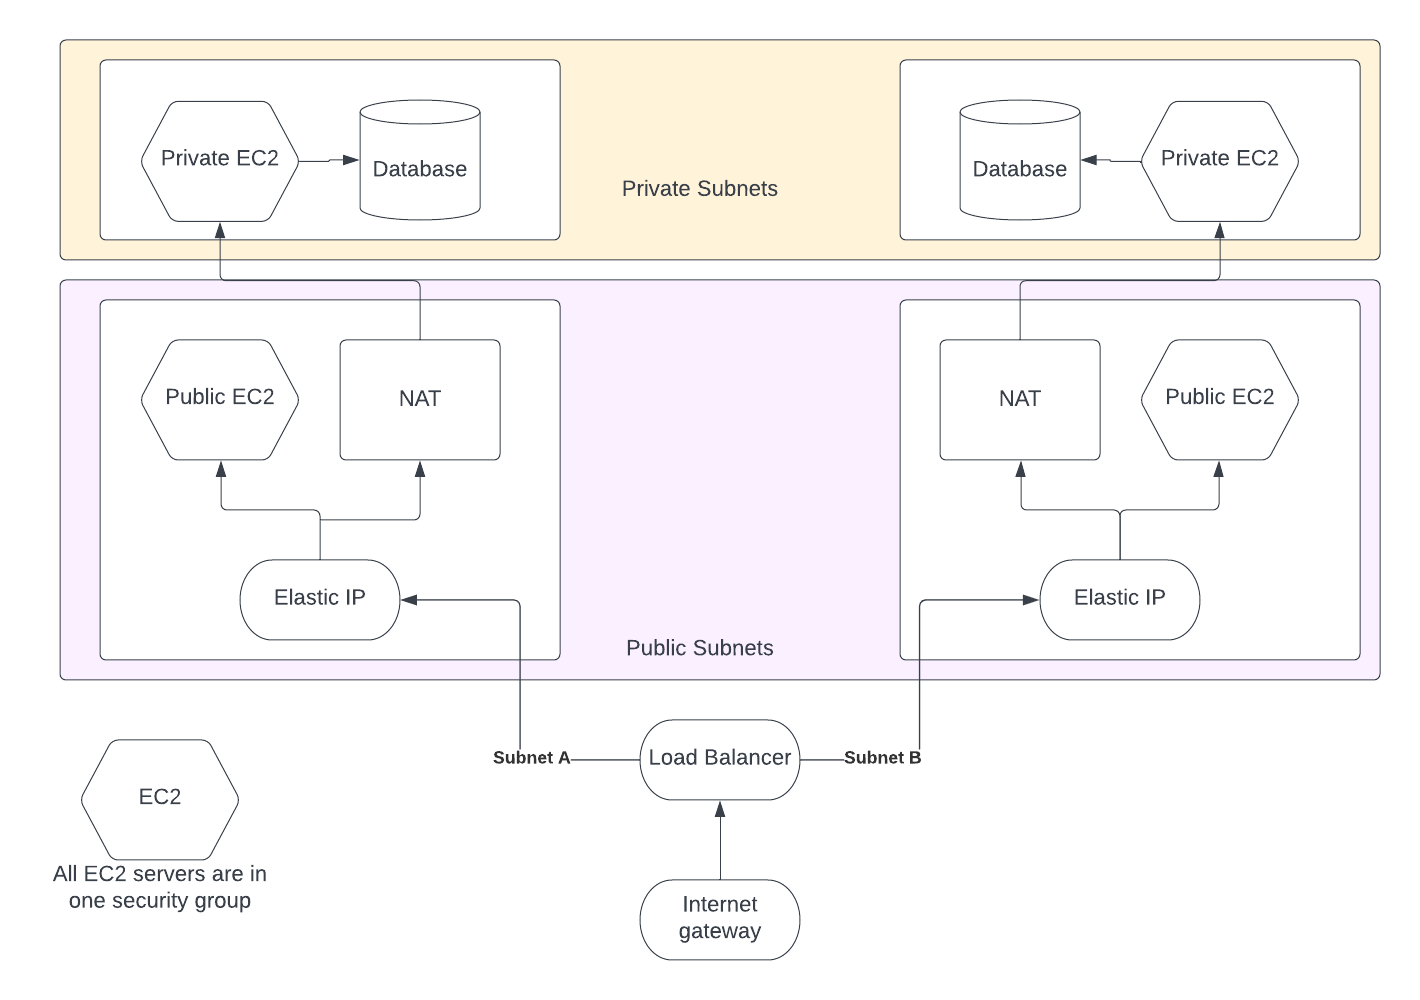 Private EC2
Database
Private Subnets
Database
Private EC2
Public EC2
NAT
NAT
Public EC2
Elastic IP
Elastic IP
Public Subnets
Subnet A
Load Balancer
Subnet B
EC2
All EC2 servers are in
one security group
Internet
gateway